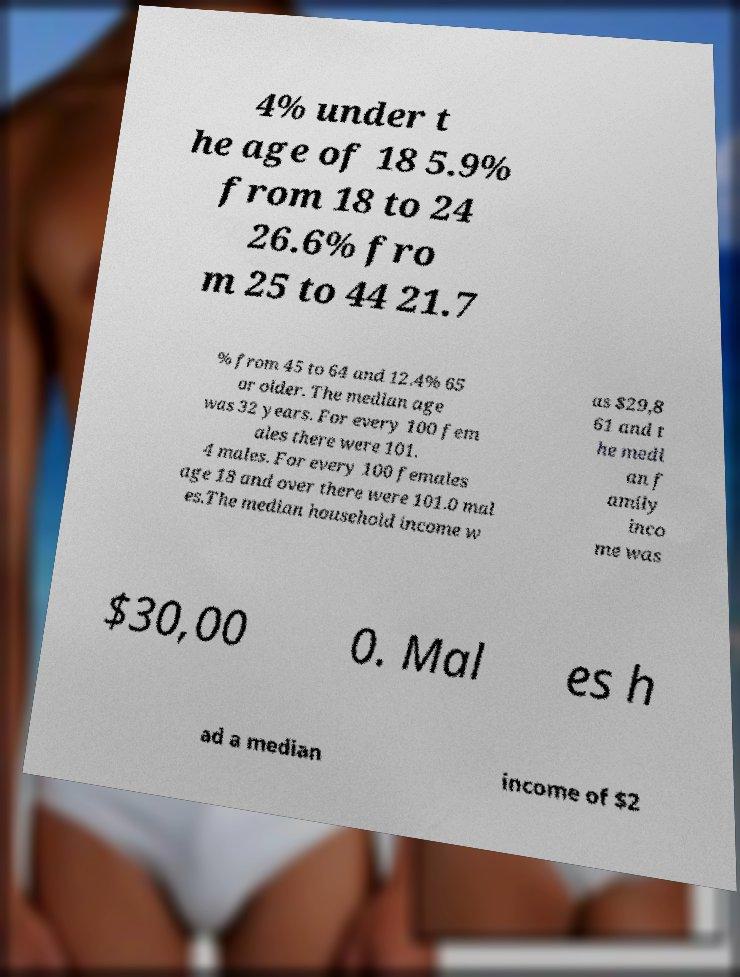 4% under t
he age of 18 5.9%
from 18 to 24
26.6% fro
m 25 to 44 21.7
% from 45 to 64 and 12.4% 65
or older. The median age
was 32 years. For every 100 fem
ales there were 101.
4 males. For every 100 females
age 18 and over there were 101.0 mal
es.The median household income w
as $29,8
61 and t
he medi
an f
amily
inco
me was
$30,00
0. Mal
es h
ad a median
income of $2